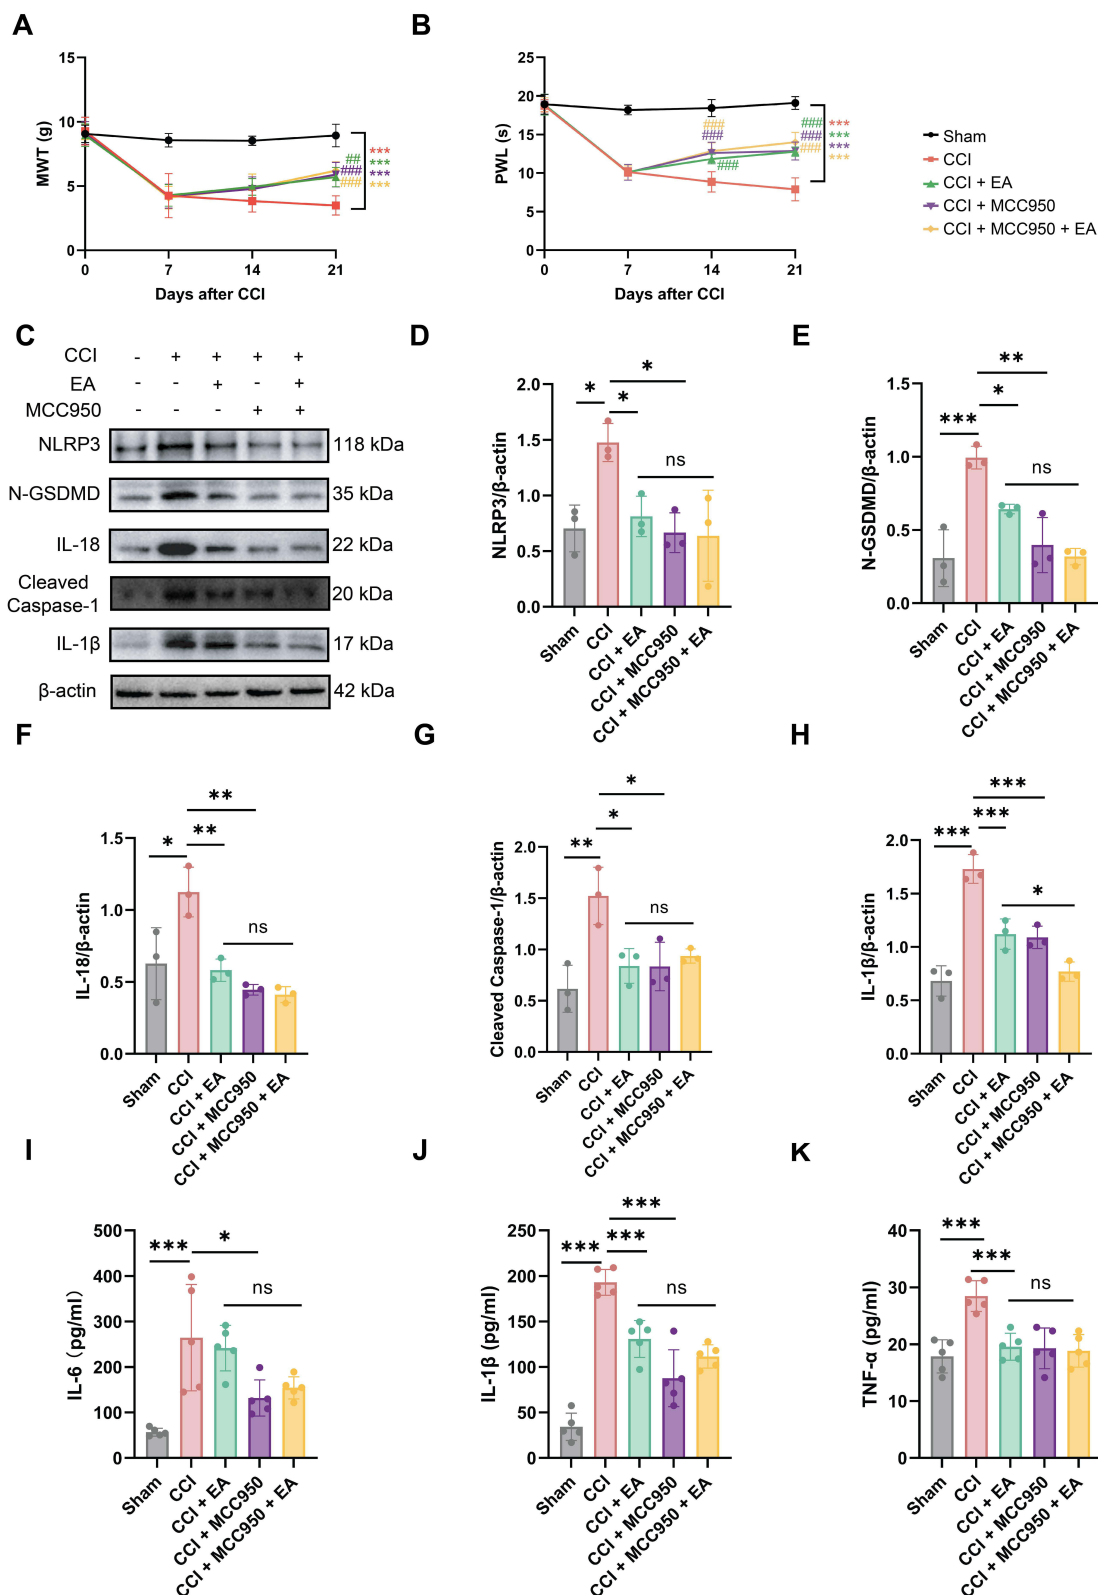 A
B
15
10
5
0
MWT (g)
0
7
14
21
Days after CCI
##
###
###
***
***
***
***
25
20
15
10
5
0
PWL (s)
0
7
14
21
Days after CCI
###
###
###
###
###
###
***
***
***
***
Sham
CCI
CCI + EA
CCI + MCC950
CCI + MCC950 + EA
C
CCI - + + + +
EA - - + - +
MCC950 - - - + +
NLRP3 118 kDa
N-GSDMD 35 kDa
IL-18 22 kDa
Cleaved
Caspase-1 20 kDa
IL-1β 17 kDa
β-actin 42 kDa
D
*
* *
ns
2.0
1.5
1.0
0.5
0.0
NLRP3/β-actin
Sham
CCI
CCI + EA
CCI + MCC950
CCI + MCC950 + EA
E
**
*
***
ns
1.5
1.0
0.5
0.0
N-GSDMD/β-actin
Sham
CCI
CCI + EA
CCI + MCC950
CCI + MCC950 + EA
F
**
* **
ns
1.5
1.0
0.5
0.0
IL-18/β-actin
Sham
CCI
CCI + EA
CCI + MCC950
CCI + MCC950 + EA
G
*
*
**
ns
2.0
1.5
1.0
0.5
0.0
Cleaved Caspase-1/β-actin
Sham
CCI
CCI + EA
CCI + MCC950
CCI + MCC950 + EA
H
***
***
***
*
2.0
1.5
1.0
0.5
0.0
IL-1β/β-actin
Sham
CCI
CCI + EA
CCI + MCC950
CCI + MCC950 + EA
I
*** *
ns
500
400
300
200
100
0
IL-6 (pg/ml)
Sham
CCI
CCI + EA
CCI + MCC950
CCI + MCC950 + EA
J
***
*** ***
ns
250
200
150
100
50
0
IL-1β (pg/ml)
Sham
CCI
CCI + EA
CCI + MCC950
CCI + MCC950 + EA
K
***
***
ns
40
30
20
10
0
TNF-α (pg/ml)
Sham
CCI
CCI + EA
CCI + MCC950
CCI + MCC950 + EA